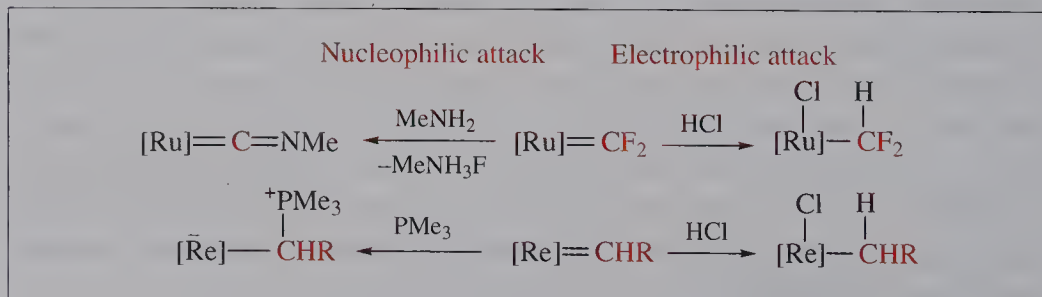 Nucleophilic attack Electrophilic attack
[Ru]=C=NMe MeNH2 –MeNH3F [Ru]=CF2 HCl Cl H [Ru]–CF2
+PMe3 [R̄e]–CHR PMe3 [Re]=CHR HCl Cl H [Re]–CHR